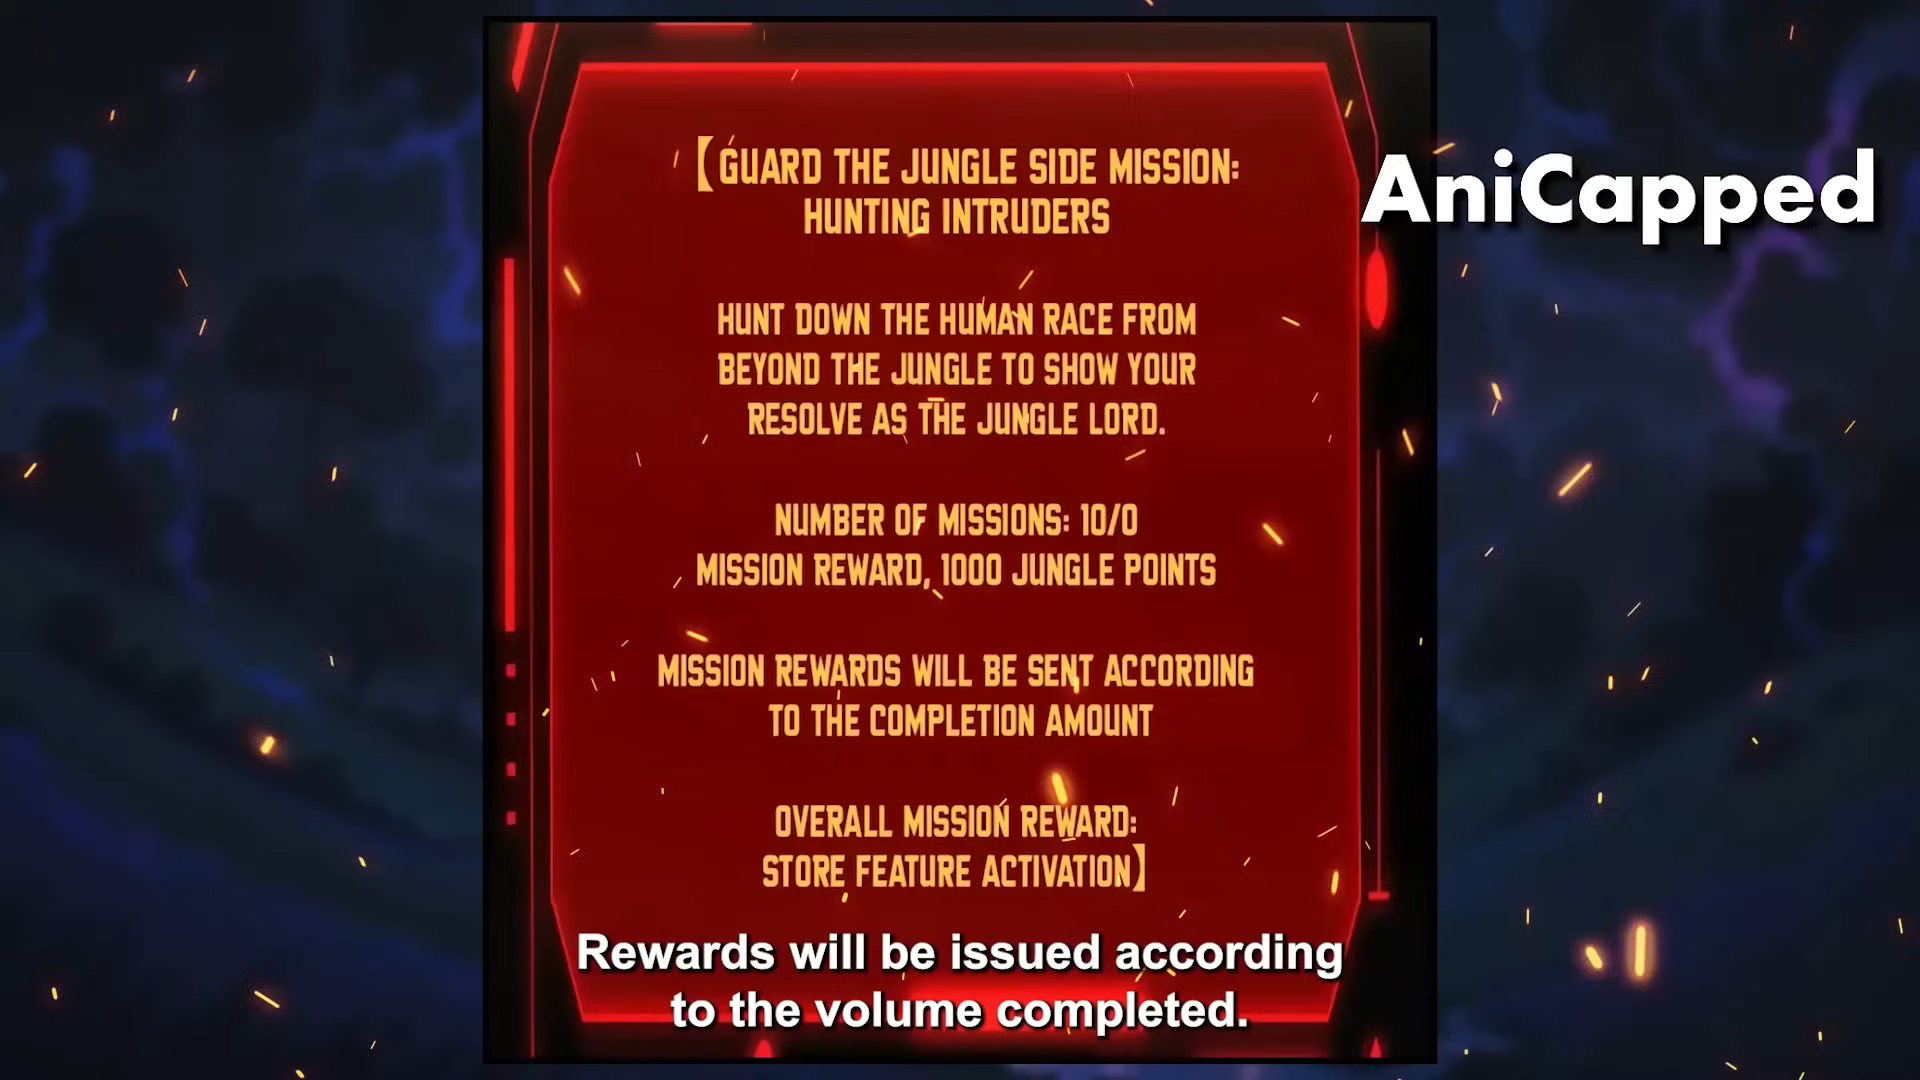 【GUARD THE JUNGLE SIDE MISSION:
HUNTING INTRUDERS
AniCapped
HUNT DOWN THE HUMAN RACE FROM
BEYOND THE JUNGLE TO SHOW YOUR
RESOLVE AS THE JUNGLE LORD.
NUMBER OF MISSIONS: 10/0
MISSION REWARD, 1000 JUNGLE POINTS
MISSION REWARDS WILL BE SENT ACCORDING
TO THE COMPLETION AMOUNT
OVERALL MISSION REWARD:
STORE FEATURE ACTIVATION】
Rewards will be issued according
to the volume completed.